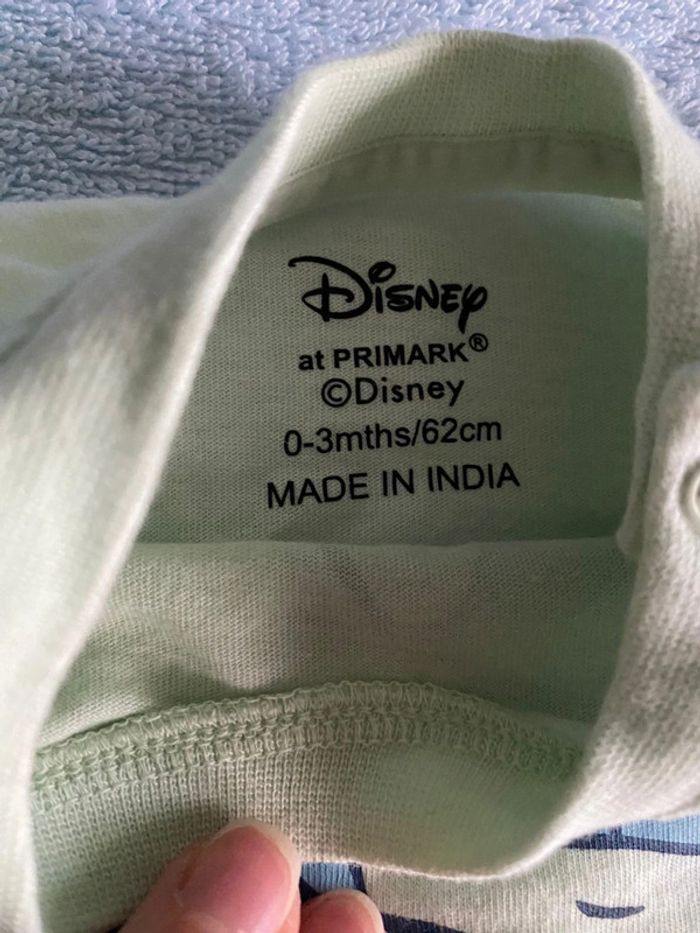 Disney
at PRIMARK®
©Disney
0-3mths/62cm
MADE IN INDIA